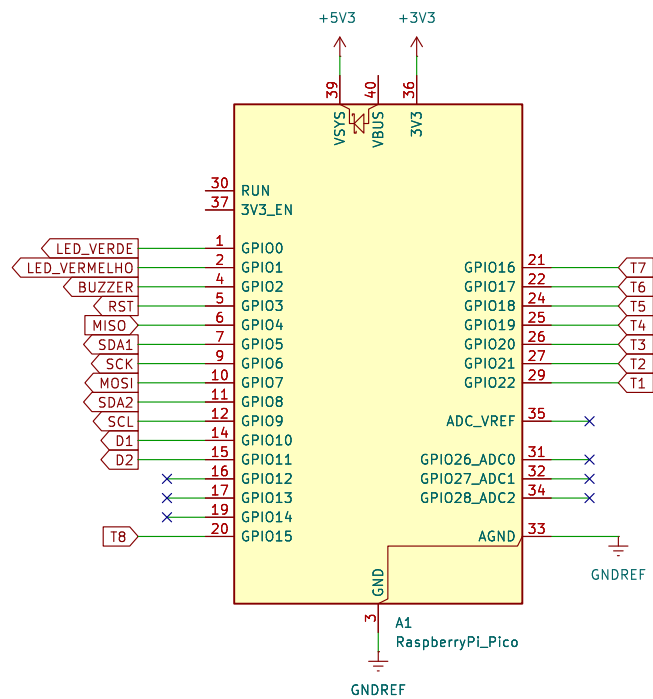 +5V3 +3V3
39 40 36
VSYS VBUS 3V3
30 RUN
37 3V3_EN
LED_VERDE 1 GPIO0
LED_VERMELHO 2 GPIO1 GPIO16 21 T7
BUZZER 4 GPIO2 GPIO17 22 T6
RST 5 GPIO3 GPIO18 24 T5
MISO 6 GPIO4 GPIO19 25 T4
SDA1 7 GPIO5 GPIO20 26 T3
SCK 9 GPIO6 GPIO21 27 T2
MOSI 10 GPIO7 GPIO22 29 T1
SDA2 11 GPIO8
SCL 12 GPIO9 ADC_VREF 35
D1 14 GPIO10
D2 15 GPIO11 GPIO26_ADC0 31
16 GPIO12 GPIO27_ADC1 32
17 GPIO13 GPIO28_ADC2 34
19 GPIO14
T8 20 GPIO15 AGND 33
GNDREF
GND
3 A1
RaspberryPi_Pico
GNDREF